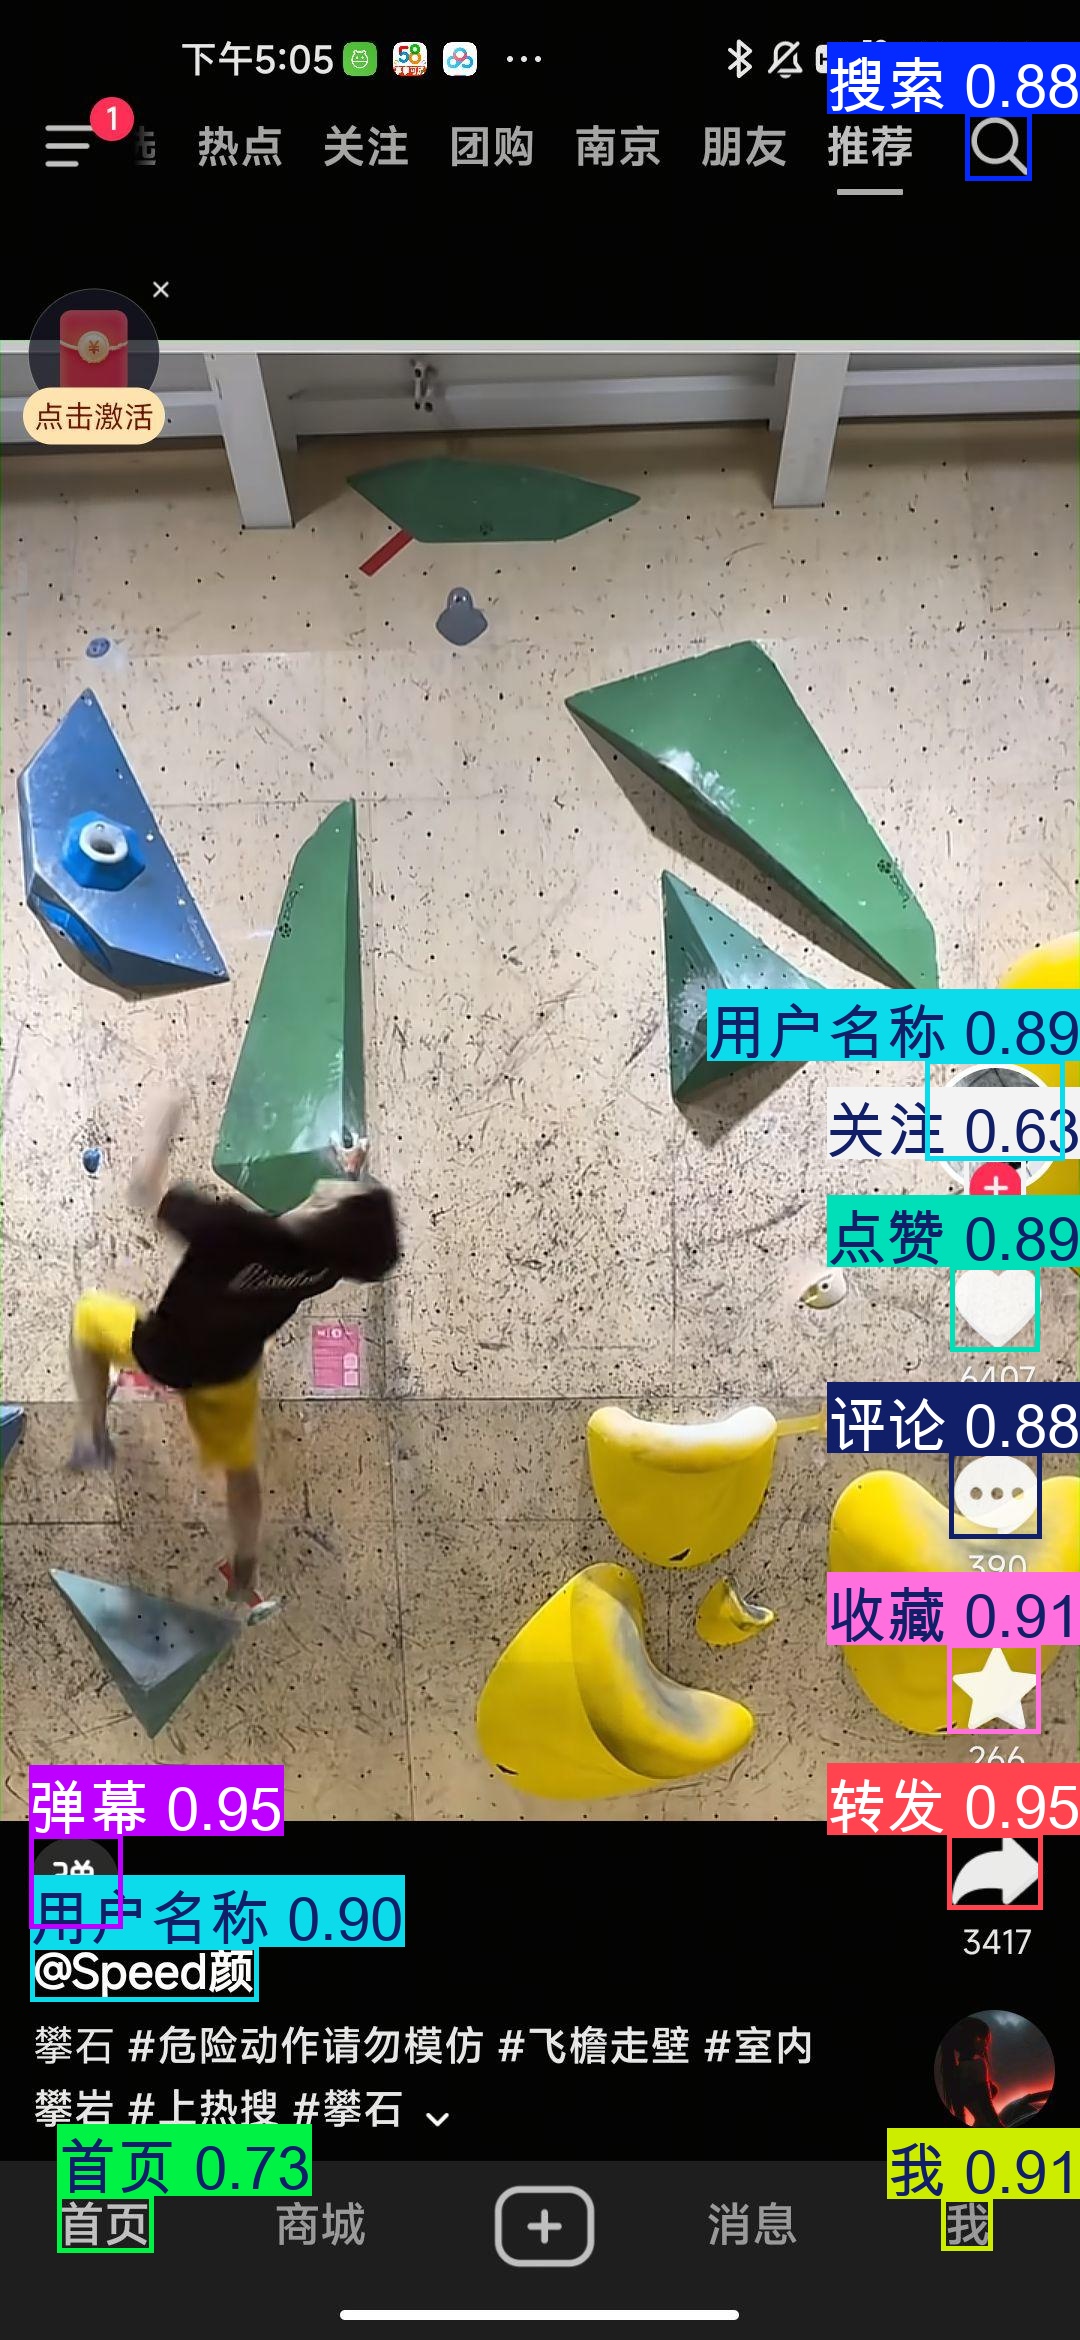 下午5:05
58
...
搜索 0.88
1
热点 关注 团购 南京 朋友 推荐
点击激活
用户名称 0.89
关注 0.63
点赞 0.89
评论 0.88
收藏 0.91
转发 0.95
3417
弹幕 0.95
用户名称 0.90
@Speed颜
攀石 #危险动作请勿模仿 #飞檐走壁 #室内
攀岩 #上热搜 #攀石
首页 0.73
我 0.91
首页 商城 消息 我